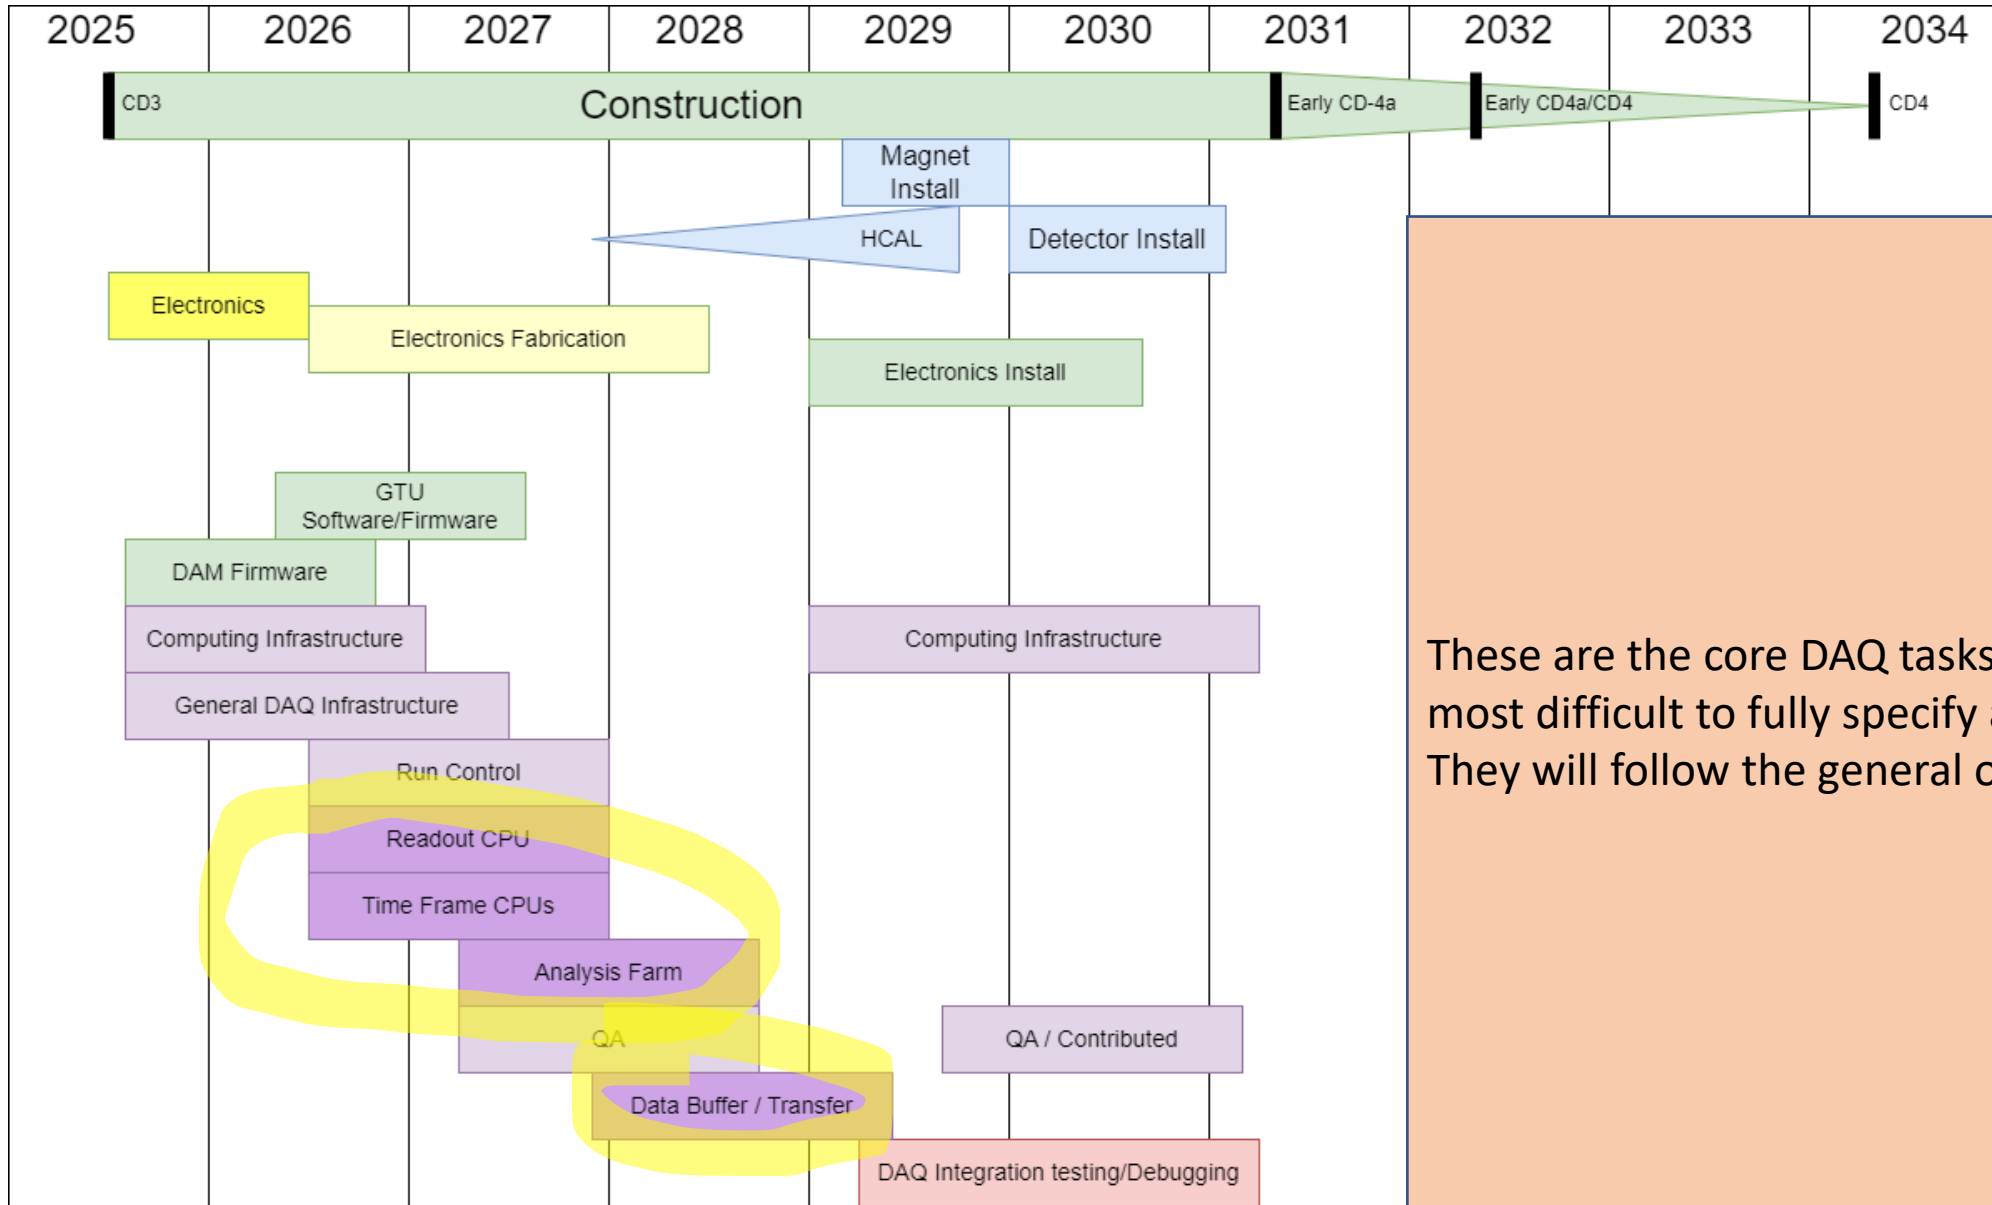 2025 2026 2027 2028 2029 2030 2031 2032 2033 2034
CD3
Construction
Early CD-4a
Early CD4a/CD4
CD4
Magnet
Install
HCAL
Detector Install
Electronics
Electronics Fabrication
Electronics Install
GTU
Software/Firmware
DAM Firmware
Computing Infrastructure
Computing Infrastructure
General DAQ Infrastructure
Run Control
Readout CPU
Time Frame CPUs
Analysis Farm
QA
QA / Contributed
Data Buffer / Transfer
DAQ Integration testing/Debugging
These are the core DAQ tasks
most difficult to fully specify
They will follow the general